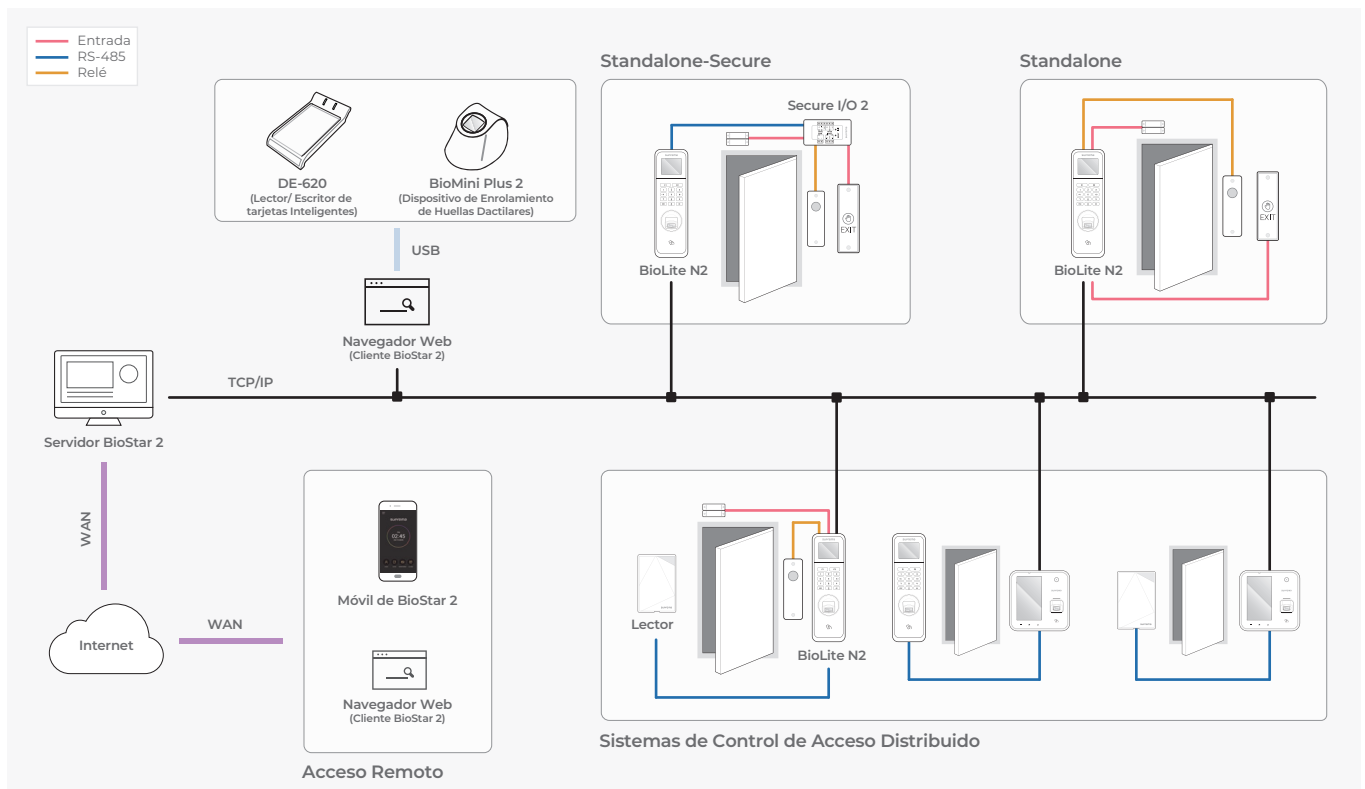 Entrada
RS-485
Relé
DE-620
(Lector/ Escritor de
tarjetas Inteligentes)
BioMini Plus 2
(Dispositivo de Enrolamiento
de Huellas Dactilares)
USB
Navegador Web
(Cliente BioStar 2)
Standalone-Secure
Secure I/O 2
EXIT
BioLite N2
Standalone
EXIT
BioLite N2
TCP/IP
Servidor BioStar 2
WAN
Internet
WAN
02:45
Móvil de BioStar 2
Navegador Web
(Cliente BioStar 2)
Acceso Remoto
Lector
BioLite N2
Sistemas de Control de Acceso Distribuido